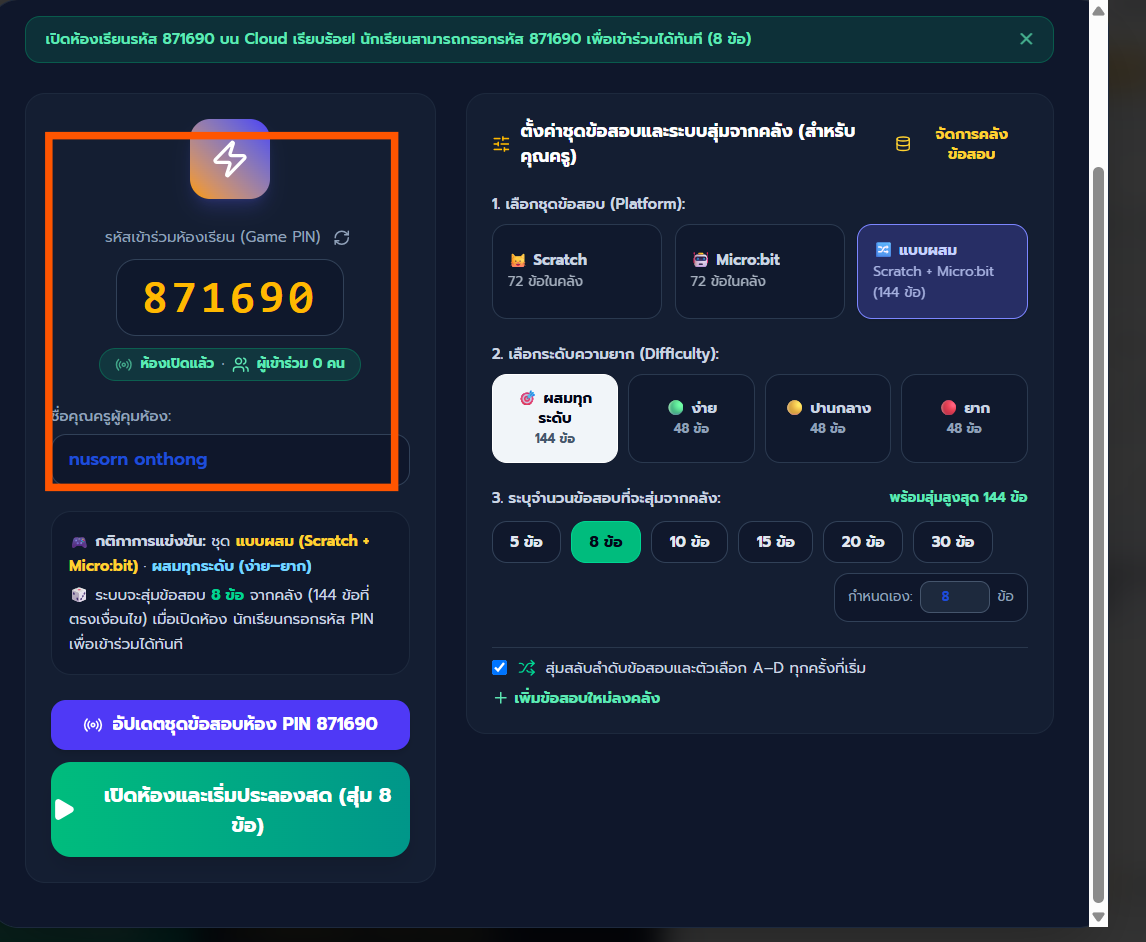 เปิดห้องเรียนรหัส 871690 บน Cloud เรียบร้อย! นักเรียนสามารถกรอกรหัส 871690 เพื่อเข้าร่วมได้ทันที (8 ข้อ)
รหัสเข้าร่วมห้องเรียน (Game PIN)
871690
ห้องเปิดแล้ว · ผู้เข้าร่วม 0 คน
ชื่อคุณครูผู้คุมห้อง:
nusorn onthong
กติกาการแข่งขัน: ชุด แบบผสม (Scratch +
Micro:bit) · ผสมทุกระดับ (ง่าย–ยาก)
ระบบจะสุ่มข้อสอบ 8 ข้อ จากคลัง (144 ข้อที่
ตรงเงื่อนไข) เมื่อเปิดห้อง นักเรียนกรอกรหัส PIN
เพื่อเข้าร่วมได้ทันที
อัปเดตชุดข้อสอบห้อง PIN 871690
เปิดห้องและเริ่มประลองสด (สุ่ม 8
ข้อ)
ตั้งค่าชุดข้อสอบและระบบสุ่มจากคลัง (สำหรับ
คุณครู)
จัดการคลัง
ข้อสอบ
1. เลือกชุดข้อสอบ (Platform):
Scratch
72 ข้อในคลัง
Micro:bit
72 ข้อในคลัง
แบบผสม
Scratch + Micro:bit
(144 ข้อ)
2. เลือกระดับความยาก (Difficulty):
ผสมทุก
ระดับ
144 ข้อ
ง่าย
48 ข้อ
ปานกลาง
48 ข้อ
ยาก
48 ข้อ
3. ระบุจำนวนข้อสอบที่จะสุ่มจากคลัง:
พร้อมสุ่มสูงสุด 144 ข้อ
5 ข้อ
8 ข้อ
10 ข้อ
15 ข้อ
20 ข้อ
30 ข้อ
กำหนดเอง: 8 ข้อ
สุ่มสลับลำดับข้อสอบและตัวเลือก A–D ทุกครั้งที่เริ่ม
+ เพิ่มข้อสอบใหม่ลงคลัง